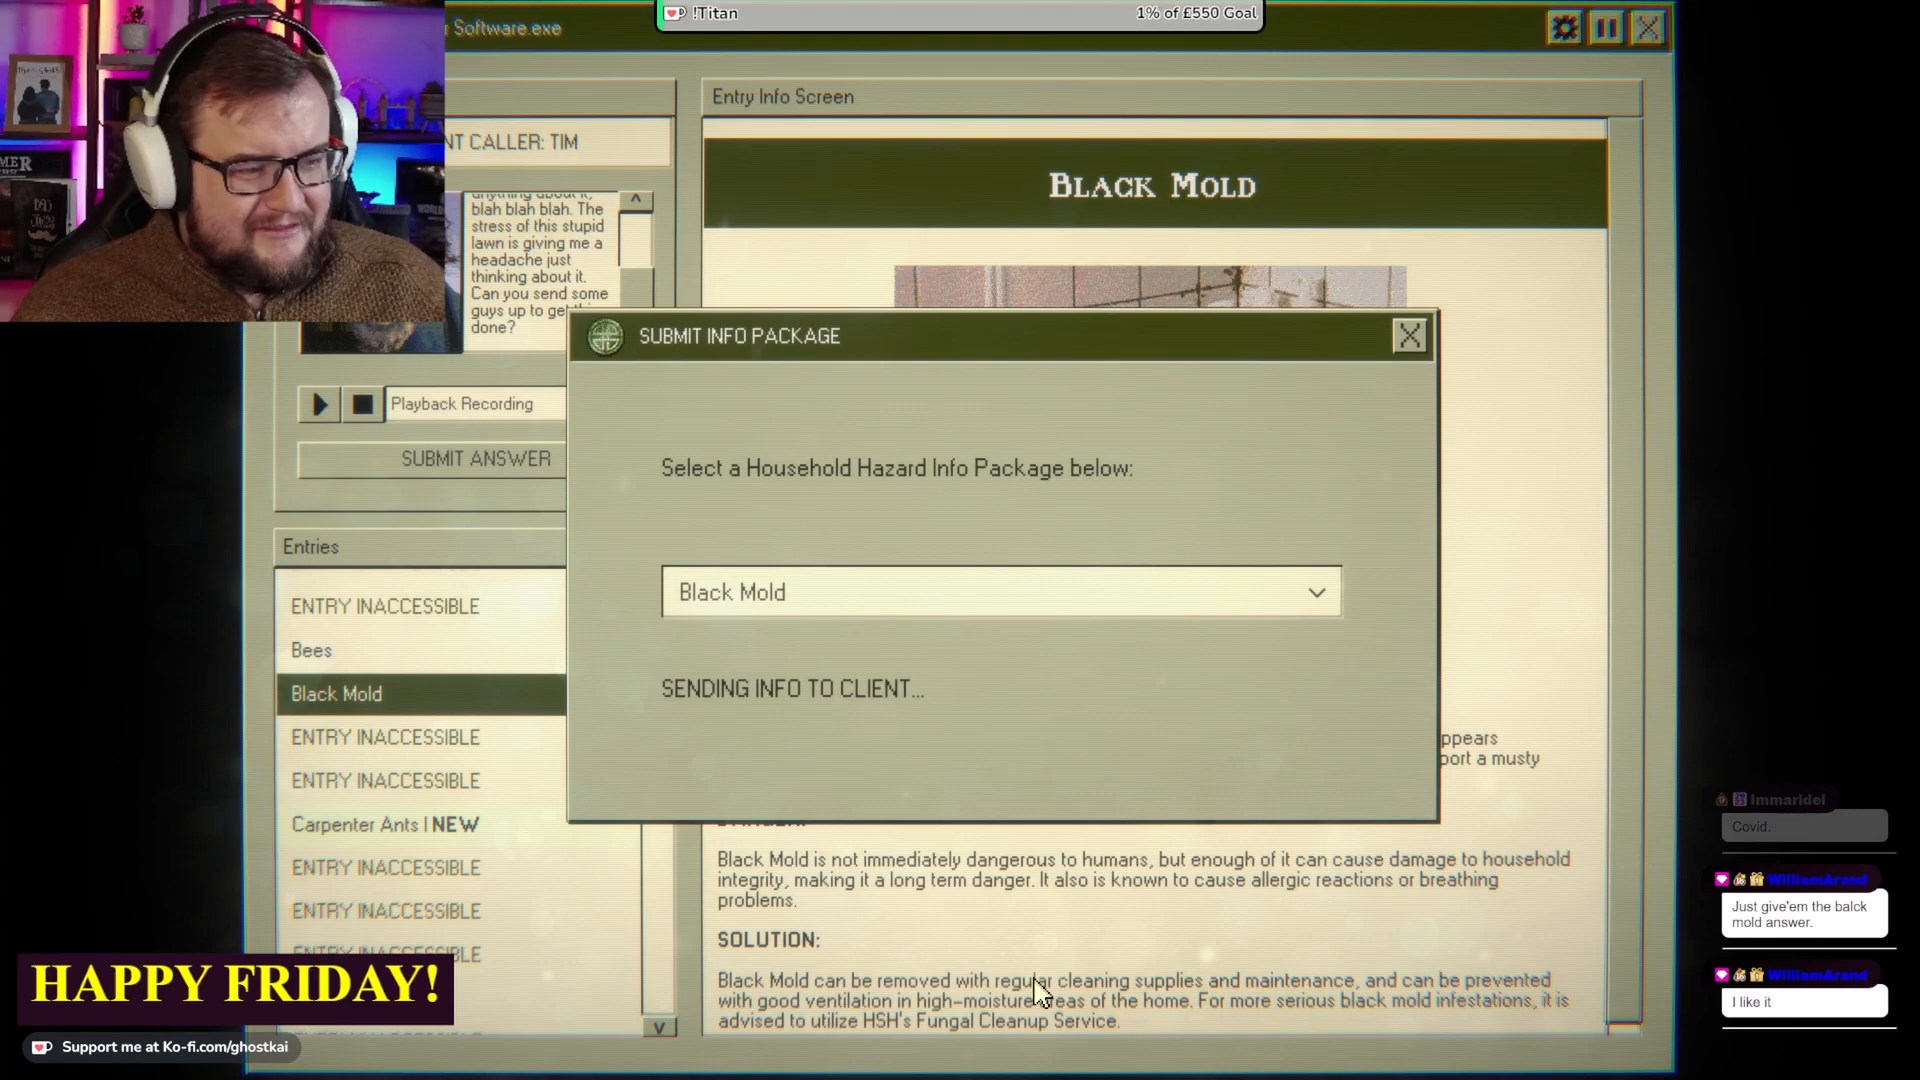 !Titan
1% of £550 Goal
Software.exe
Entry Info Screen
NT CALLER: TIM
BLACK MOLD
blah blah blah. The
stress of this stupid
lawn is giving me a
headache just
thinking about it.
Can you send some
guys up to get
done?
SUBMIT INFO PACKAGE
Playback Recording
SUBMIT ANSWER
Select a Household Hazard Info Package below:
Entries
Black Mold
ENTRY INACCESSIBLE
Bees
Black Mold
SENDING INFO TO CLIENT...
ENTRY INACCESSIBLE
ppears
port a musty
ENTRY INACCESSIBLE
Carpenter Ants | NEW
ENTRY INACCESSIBLE
ENTRY INACCESSIBLE
ENTRY INACCESSIBLE
Black Mold is not immediately dangerous to humans, but enough of it can cause damage to household
integrity, making it a long term danger. It also is known to cause allergic reactions or breathing
problems.
SOLUTION:
Black Mold can be removed with regular cleaning supplies and maintenance, and can be prevented
with good ventilation in high-moisture areas of the home. For more serious black mold infestations, it is
advised to utilize HSH's Fungal Cleanup Service.
Immaridel
Covid.
WilliamArand
Just give'em the balck
mold answer.
WilliamArand
I like it
HAPPY FRIDAY!
Support me at Ko-fi.com/ghostkai